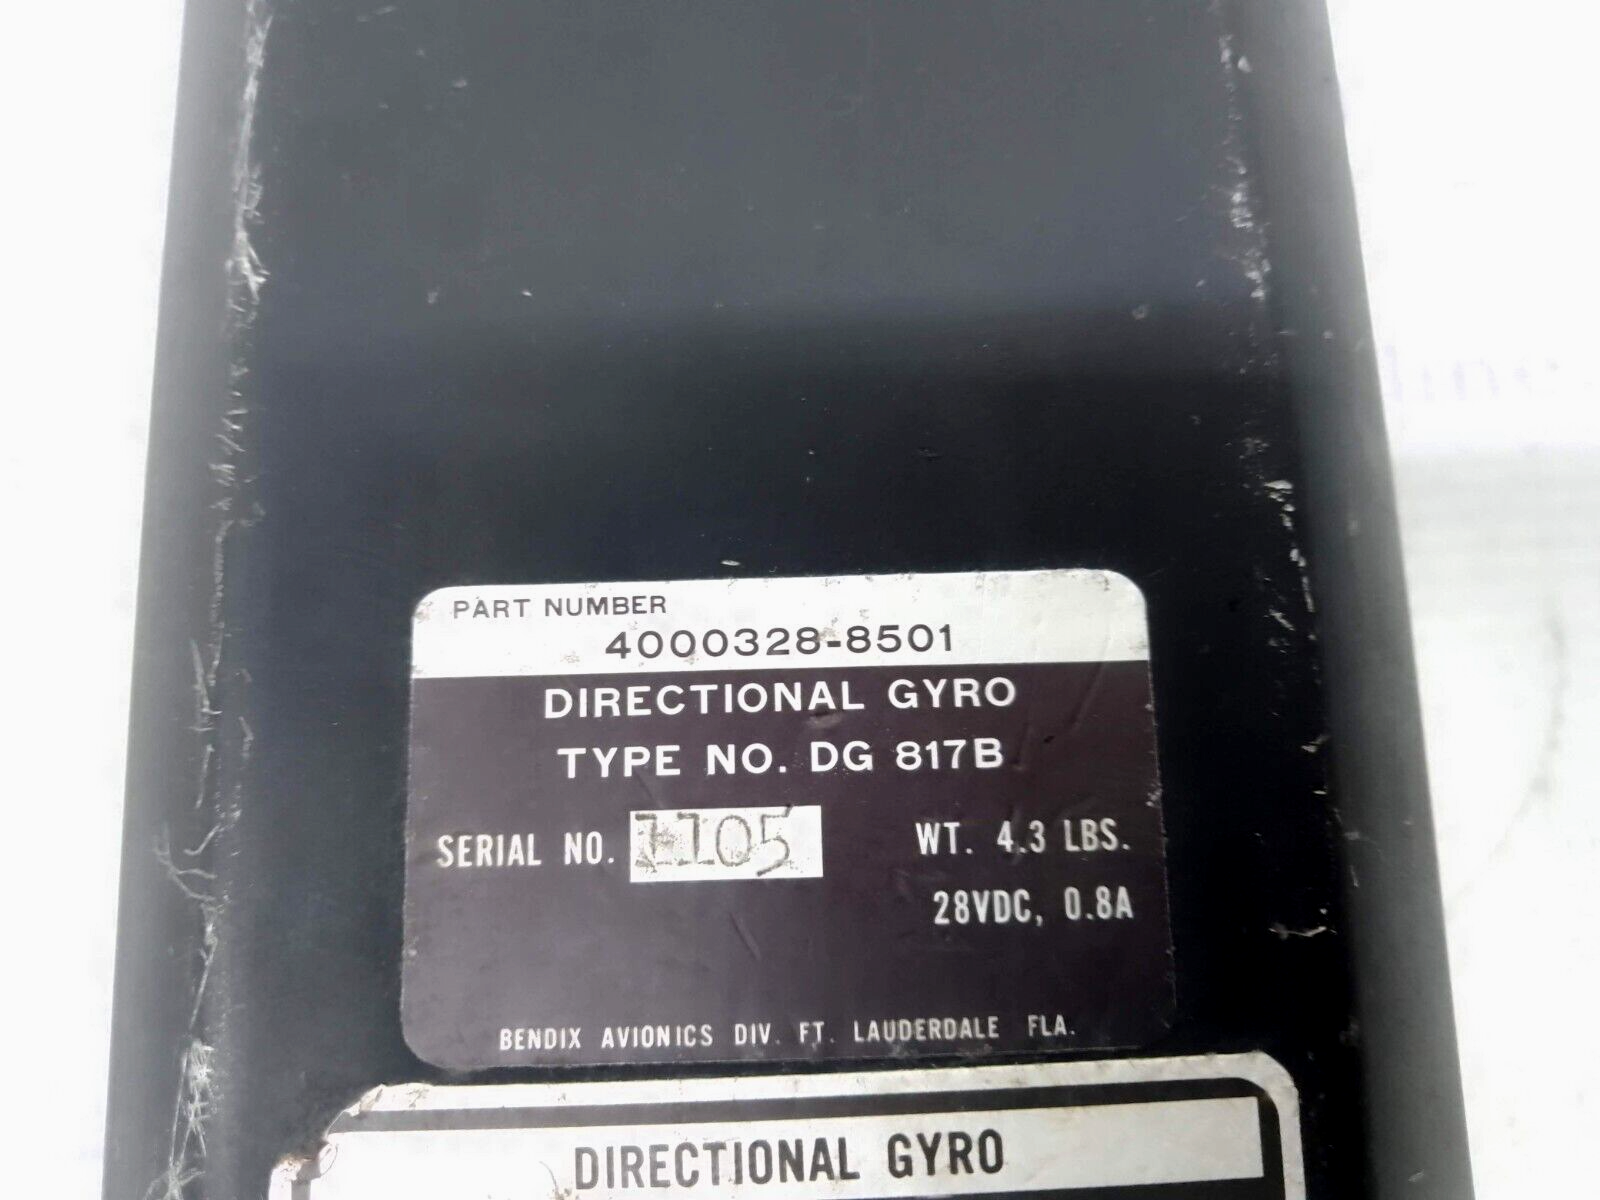 PART NUMBER
4000328-8501
DIRECTIONAL GYRO
TYPE NO. DG 817B
SERIAL NO. 1105 WT. 4.3 LBS.
28VDC, 0.8A
BENDIX AVIONICS DIV. FT. LAUDERDALE FLA.
DIRECTIONAL GYRO